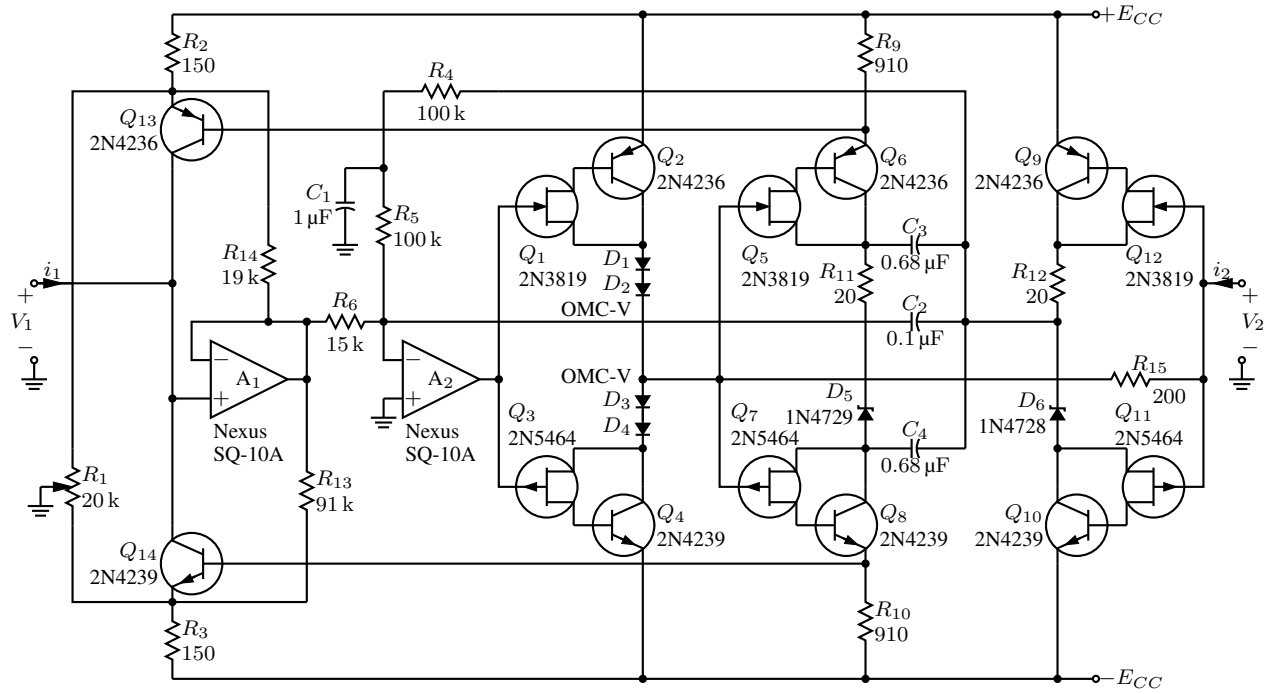 +E_CC
R_2
150
R_9
910
R_4
100 k
Q_13
2N4236
Q_2
2N4236
Q_6
2N4236
Q_9
2N4236
C_1
1 µF
R_5
100 k
C_3
0.68 µF
Q_1
2N3819
Q_5
2N3819
Q_12
2N3819
R_14
19 k
D_1
D_2
OMC-V
R_11
20
R_12
20
i_1
+
V_1
−
i_2
+
V_2
−
R_6
15 k
C_2
0.1 µF
−
A_1
+
Nexus
SQ-10A
−
A_2
+
Nexus
SQ-10A
OMC-V
D_3
D_4
R_15
200
D_5
1N4729
D_6
1N4728
Q_3
2N5464
Q_7
2N5464
Q_11
2N5464
C_4
0.68 µF
R_1
20 k
R_13
91 k
Q_14
2N4239
Q_4
2N4239
Q_8
2N4239
Q_10
2N4239
R_3
150
R_10
910
−E_CC